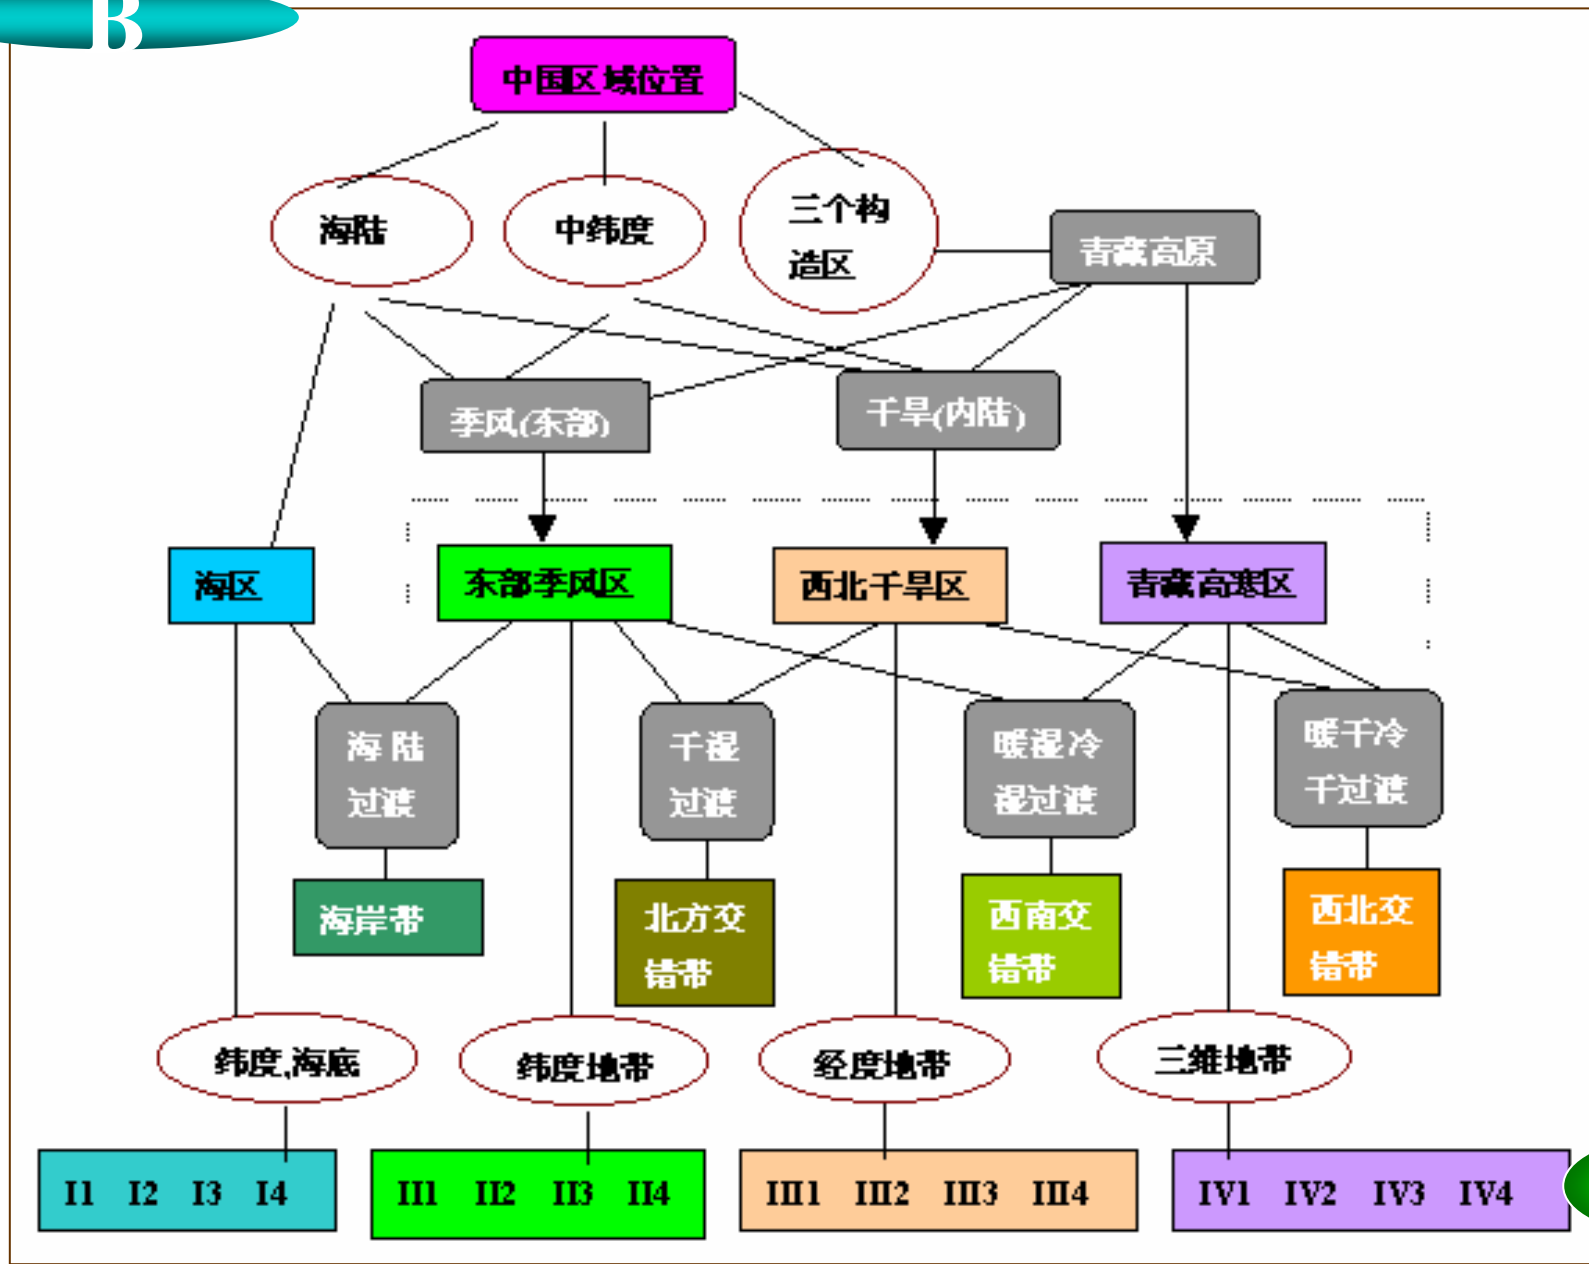 B
中国区域位置
海陆
中纬度
三个构
造区
青藏高原
季风(东部)
干旱(内陆)
海区
东部季风区
西北干旱区
青藏高寒区
海 陆
过渡
干湿
过渡
暖湿冷
湿过渡
暖干冷
干过渡
海岸带
北方交
错带
西南交
错带
西北交
错带
纬度,海底
纬度地带
经度地带
三维地带
I1 I2 I3 I4
II1 II2 II3 II4
III1 III2 III3 III4
IV1 IV2 IV3 IV4